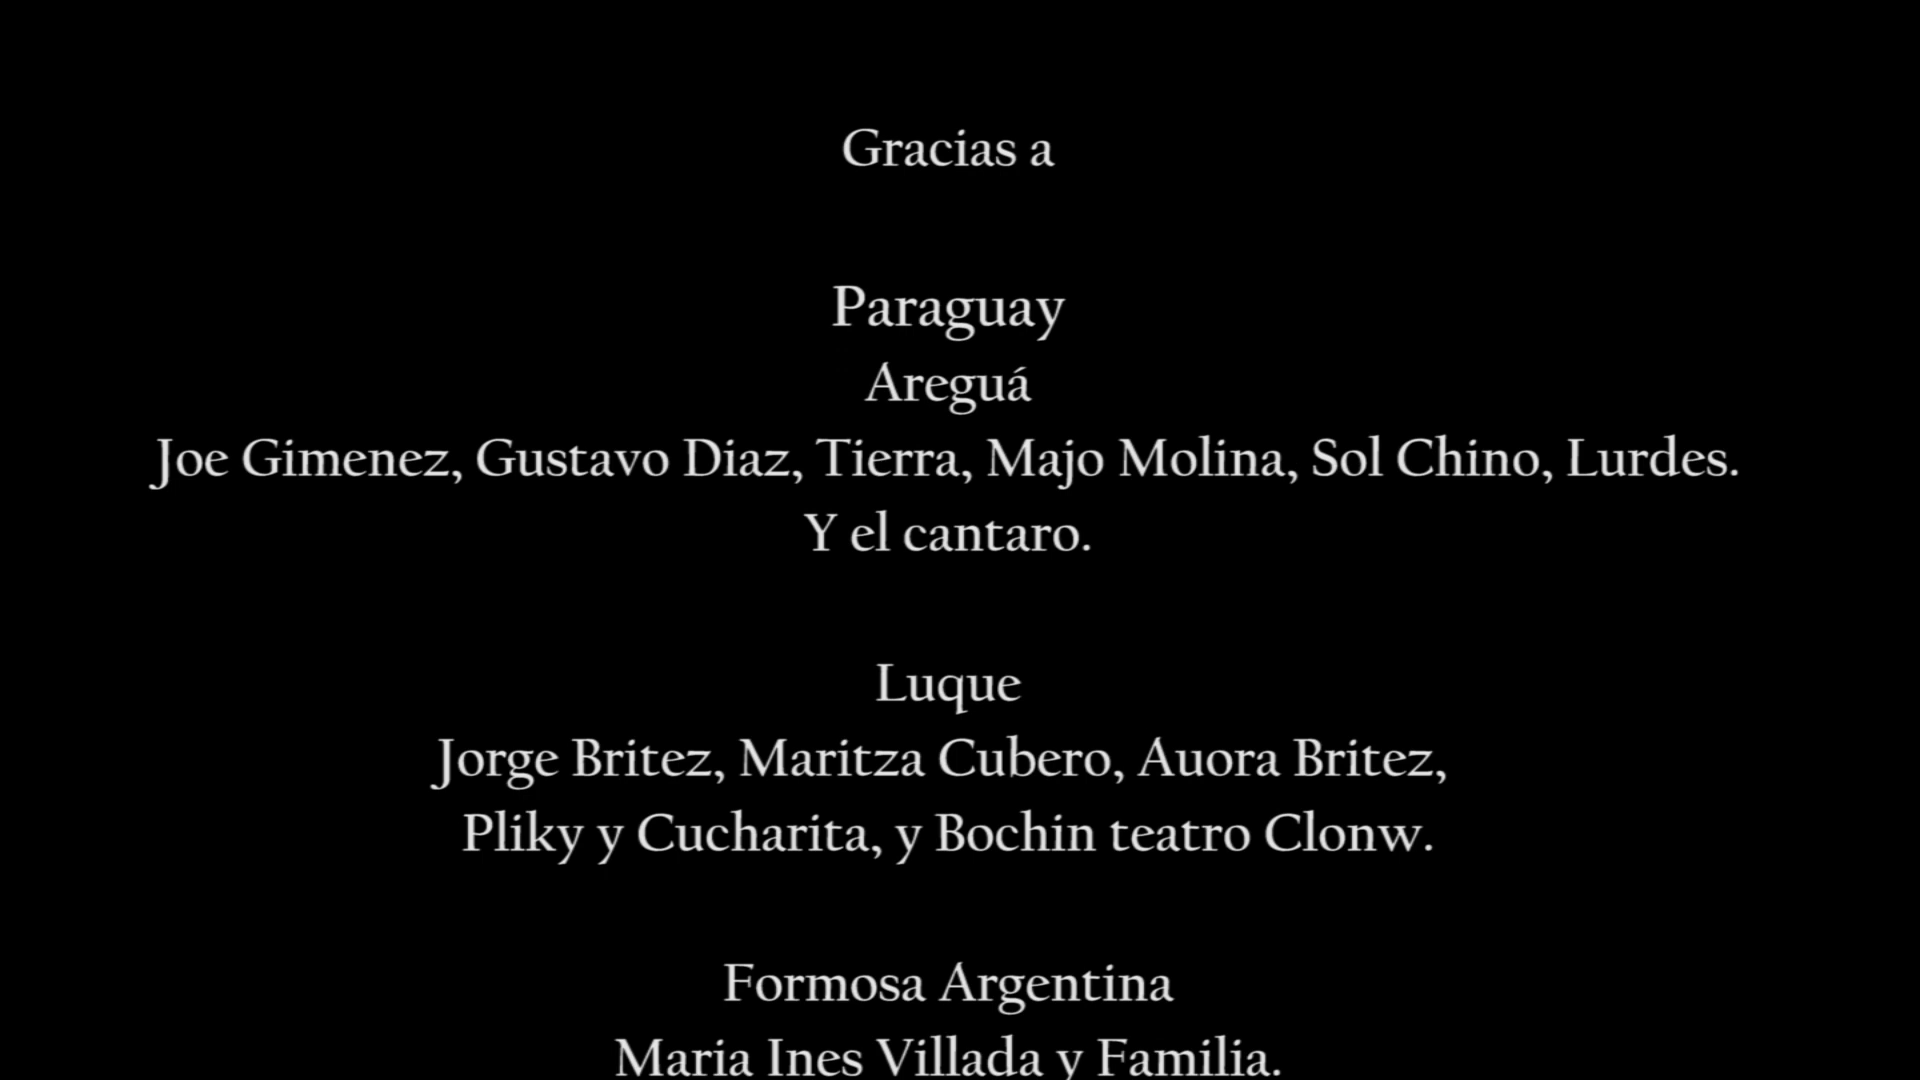 Gracias a
Paraguay
Areguá
Joe Gimenez, Gustavo Diaz, Tierra, Majo Molina, Sol Chino, Lurdes.
Y el cantaro.
Luque
Jorge Britez, Maritza Cubero, Auora Britez,
Pliky y Cucharita, y Bochin teatro Clonw.
Formosa Argentina
Maria Ines Villada y Familia.